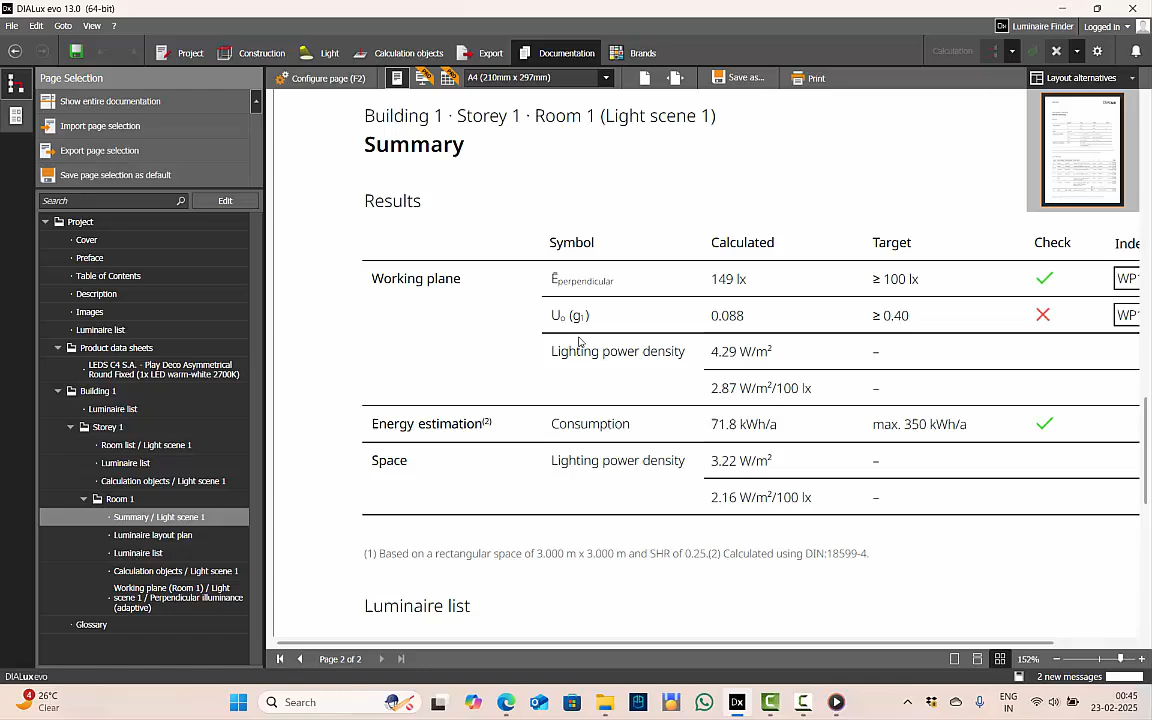 DIALux evo 13.0 (64-bit)
File Edit Goto View ?
Luminaire Finder
Logged in
Project
Construction
Light
Calculation objects
Export
Documentation
Brands
Calculation
Page Selection
Configure page (F2)
A4 (210mm x 297mm)
Save as...
Print
Layout alternatives
Show entire documentation
Import page selection
Export page selection
Save page selection as default
Search
Edit
Project
Cover
Preface
Table of Contents
Description
Images
Luminaire list
Product data sheets
LEDS C4 S.A. - Play Deco Asymmetrical
Round Fixed (1x LED warm-white 2700K)
Building 1
Luminaire list
Storey 1
Room list / Light scene 1
Luminaire list
Calculation objects / Light scene 1
Room 1
Summary / Light scene 1
Luminaire layout plan
Luminaire list
Calculation objects / Light scene 1
Working plane (Room 1) / Light
scene 1 / Perpendicular illuminance
(adaptive)
Glossary
Building 1 · Storey 1 · Room 1 (Light scene 1)
Summary
Results
Symbol Calculated Target Check Inde
Working plane Ēperpendicular 149 lx ≥ 100 lx WP1
Uₒ (g₁) 0.088 ≥ 0.40 WP1
Lighting power density 4.29 W/m² –
2.87 W/m²/100 lx –
Energy estimation(2) Consumption 71.8 kWh/a max. 350 kWh/a
Space Lighting power density 3.22 W/m² –
2.16 W/m²/100 lx –
(1) Based on a rectangular space of 3.000 m x 3.000 m and SHR of 0.25.(2) Calculated using DIN:18599-4.
Luminaire list
Page 2 of 2
152%
DIALux evo
2 new messages
4
26°C
Clear
Search
ENG
IN
00:45
23-02-2025